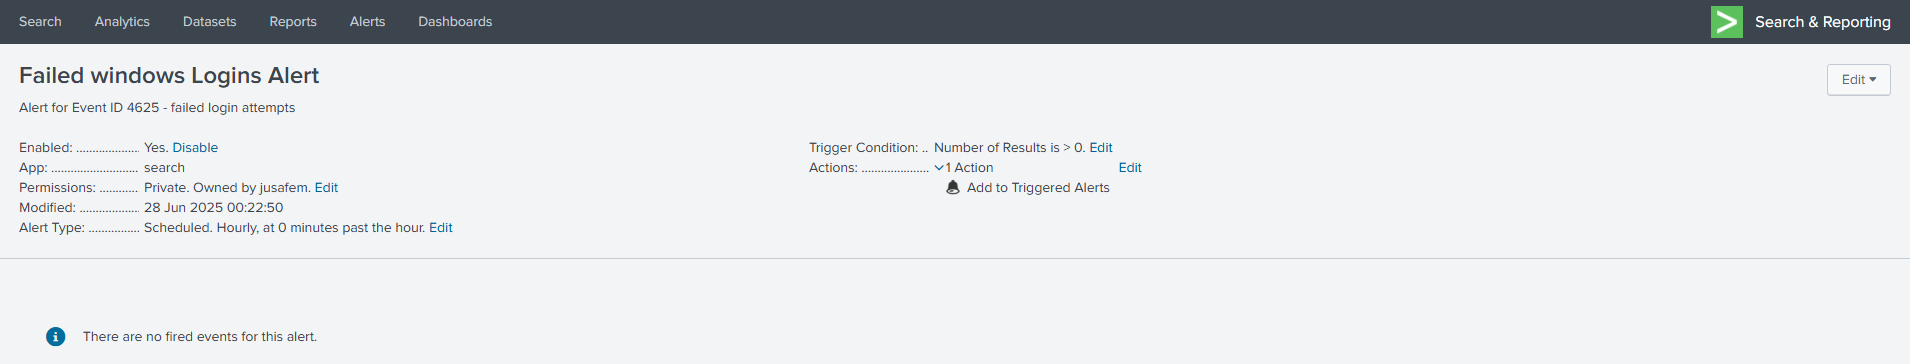 Search Analytics Datasets Reports Alerts Dashboards Search & Reporting
Failed windows Logins Alert
Edit
Alert for Event ID 4625 - failed login attempts
Enabled: .................... Yes. Disable
App: ........................... search
Permissions: ............ Private. Owned by jusafem. Edit
Modified: ................... 28 Jun 2025 00:22:50
Alert Type: ................ Scheduled. Hourly, at 0 minutes past the hour. Edit
Trigger Condition: .. Number of Results is > 0. Edit
Actions: ..................... 1 Action Edit
Add to Triggered Alerts
There are no fired events for this alert.